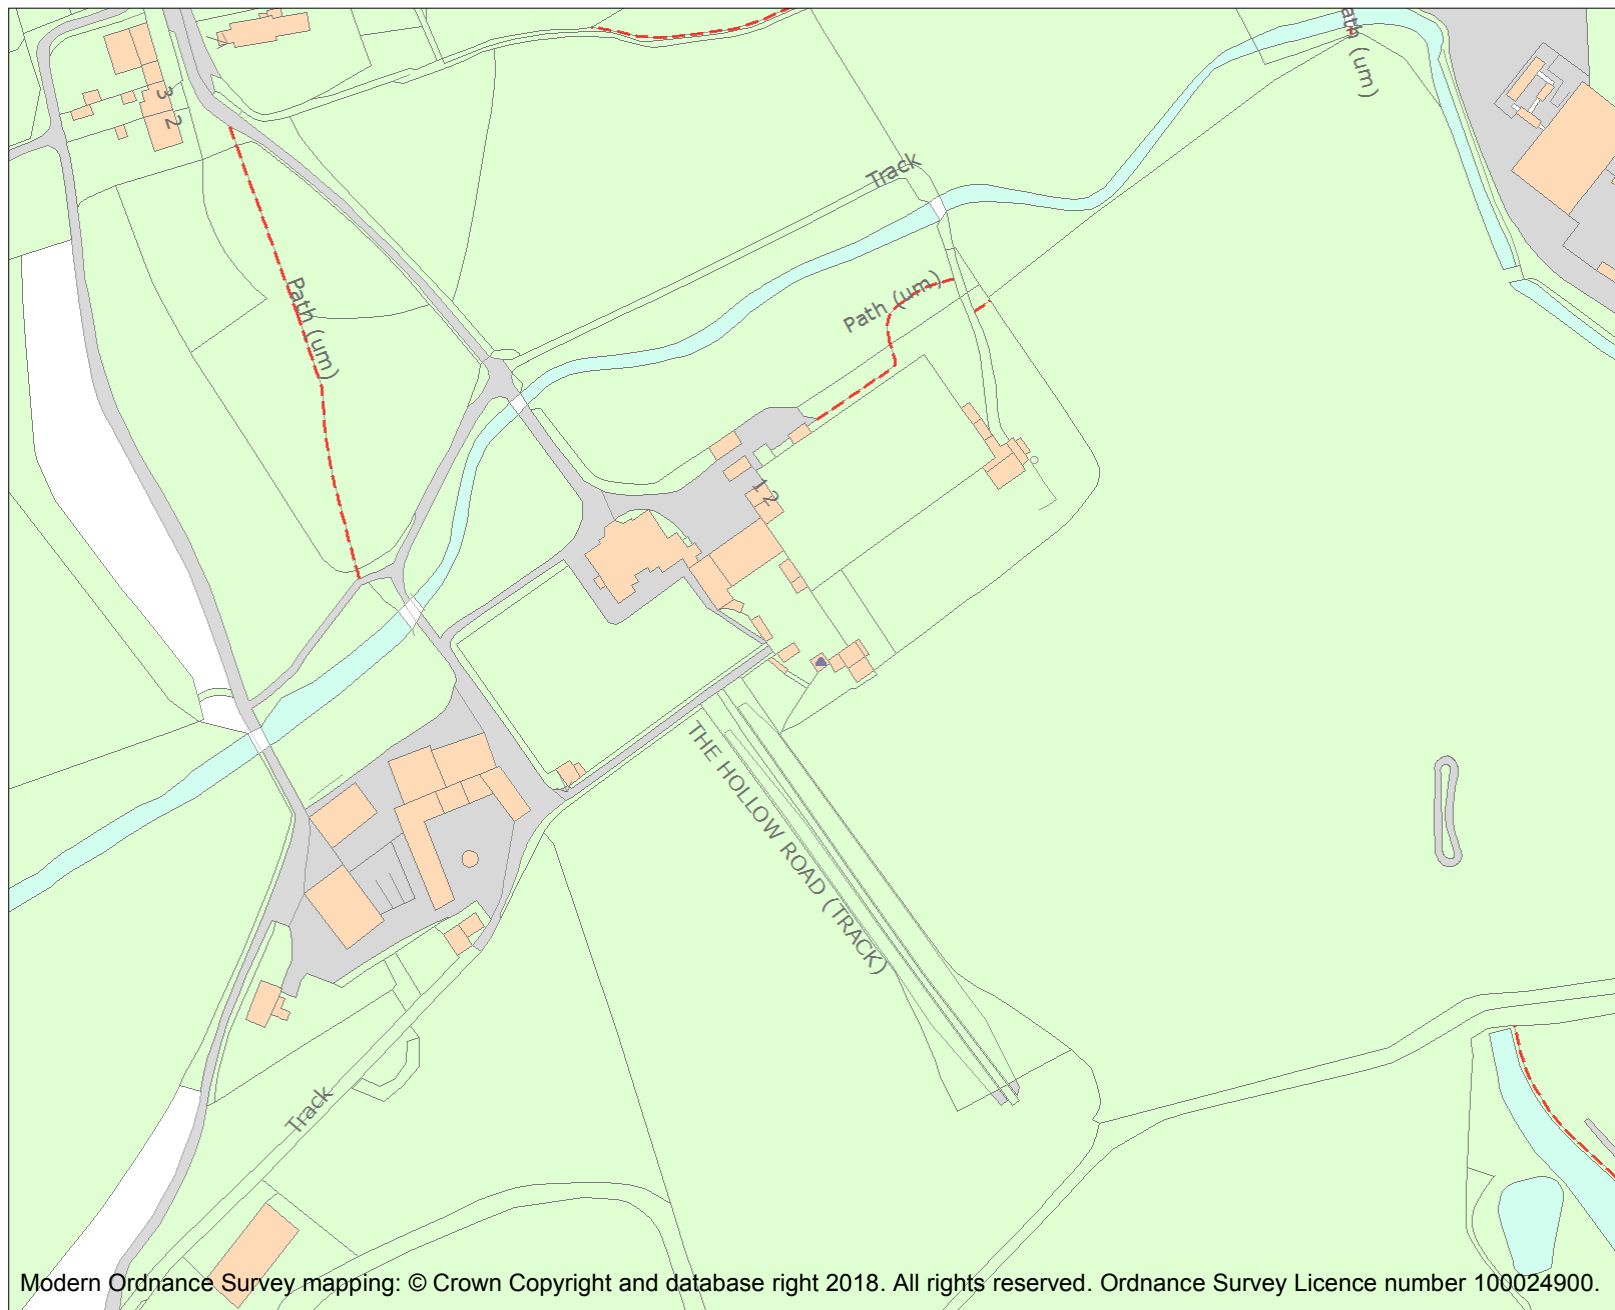 ath (um)
3
2
Track
Path (um)
Path (um)
1
2
THE HOLLOW ROAD (TRACK)
Track
Modern Ordnance Survey mapping: © Crown Copyright and database right 2018. All rights reserved. Ordnance Survey Licence number 100024900.